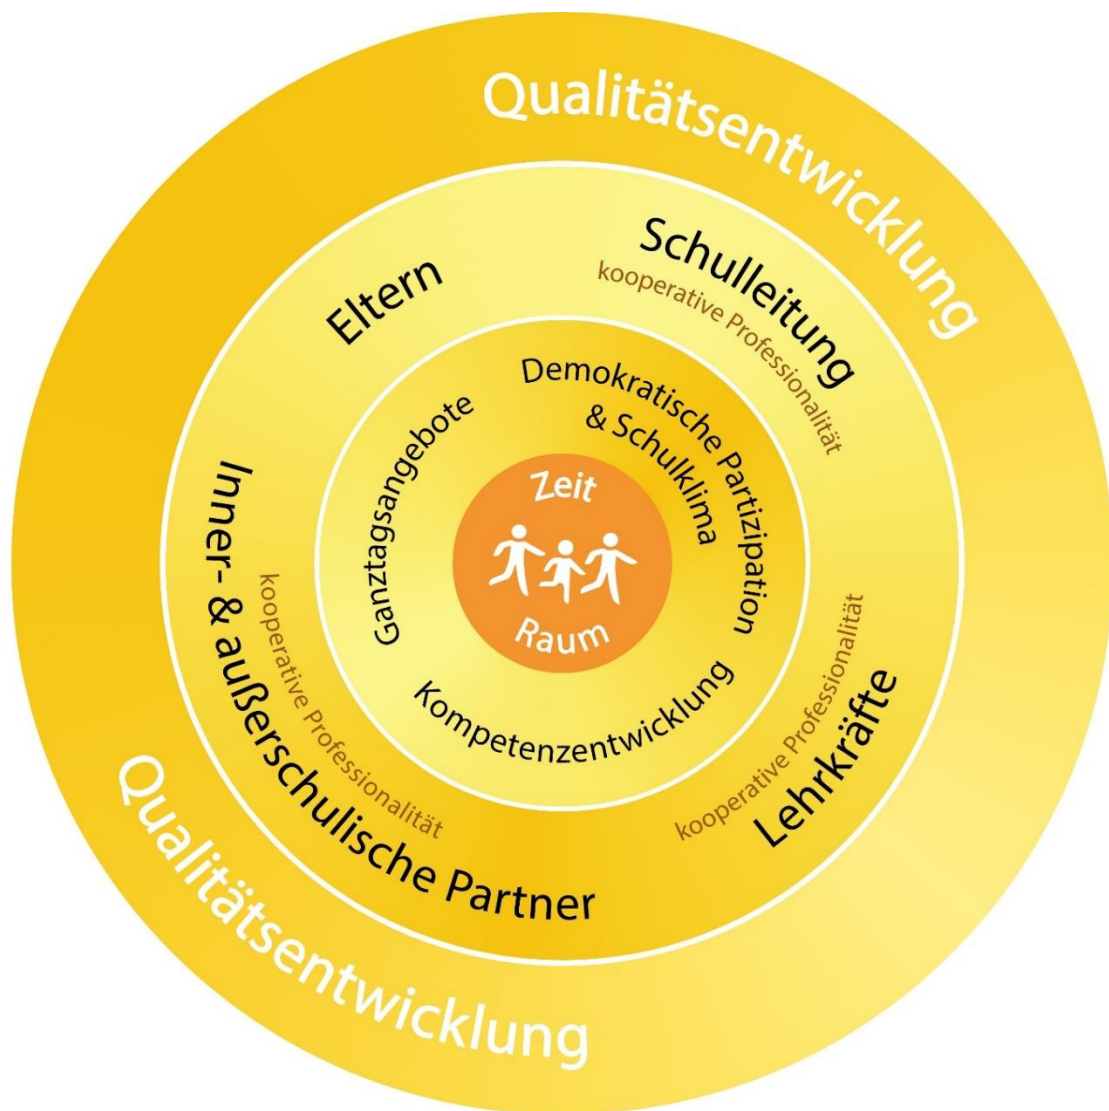 Qualitätsentwicklung
Eltern
Schulleitung
kooperative Professionalität
Demokratische Partizipation
& Schulklima
Ganztagsangebote
Zeit
Raum
Kompetenzentwicklung
Inner- & außerschulische Partner
kooperative Professionalität
Lehrkräfte
kooperative Professionalität
Qualitätsentwicklung